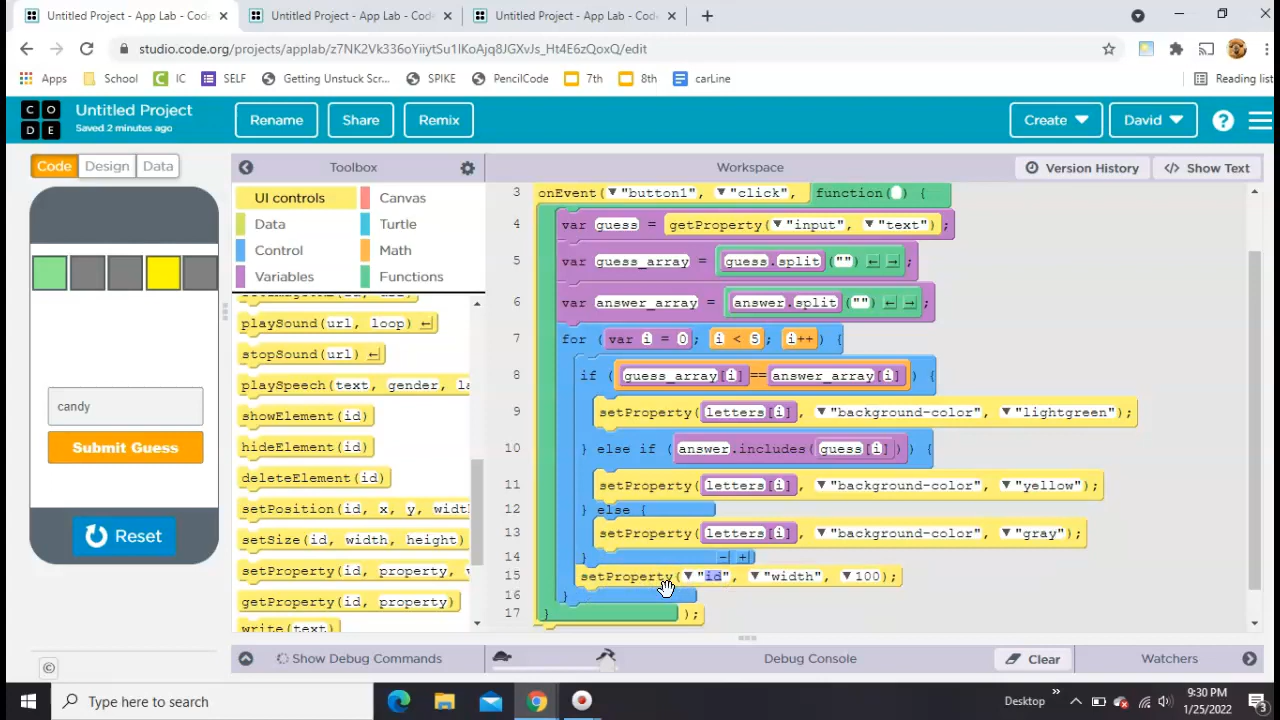 Untitled Project - App Lab - Code
Untitled Project - App Lab - Code
Untitled Project - App Lab - Code
studio.code.org/projects/applab/z7NK2Vk336oYiiytSu1IKoAjq8JGXvJs_Ht4E6zQoxQ/edit
Apps School IC SELF Getting Unstuck Scr... SPIKE PencilCode 7th 8th carLine Reading list
C O D E
Untitled Project
Saved 2 minutes ago
Rename Share Remix Create David ?
Code Design Data
Toolbox
Workspace
Version History </> Show Text
UI controls Canvas
Data Turtle
Control Math
Variables Functions
playSound(url, loop)
stopSound(url)
playSpeech(text, gender, la
showElement(id)
hideElement(id)
deleteElement(id)
setPosition(id, x, y, width
setSize(id, width, height)
setProperty(id, property, v
getProperty(id, property)
write(text)
candy
Submit Guess
Reset
3 onEvent("button1", "click", function() {
4 var guess = getProperty("input", "text");
5 var guess_array = guess.split("");
6 var answer_array = answer.split("");
7 for (var i = 0; i < 5; i++) {
8 if (guess_array[i]==answer_array[i]) {
9 setProperty(letters[i], "background-color", "lightgreen");
10 } else if (answer.includes(guess[i])) {
11 setProperty(letters[i], "background-color", "yellow");
12 } else {
13 setProperty(letters[i], "background-color", "gray");
14 }
15 setProperty("id", "width", 100);
16 }
17 });
Show Debug Commands
Debug Console
Clear
Watchers
Type here to search
Desktop
9:30 PM
1/25/2022
3